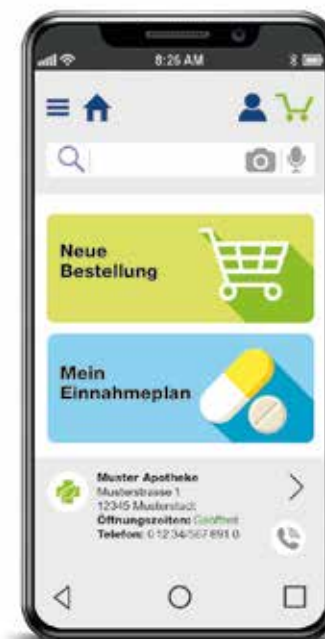 8:26 AM
Neue
Bestellung
Mein
Einnahmeplan
Muster Apotheke
Musterstrasse 1
12345 Musterstadt
Öffnungszeiten: Geöffnet
Telefon: 0 12 34/567 891 0